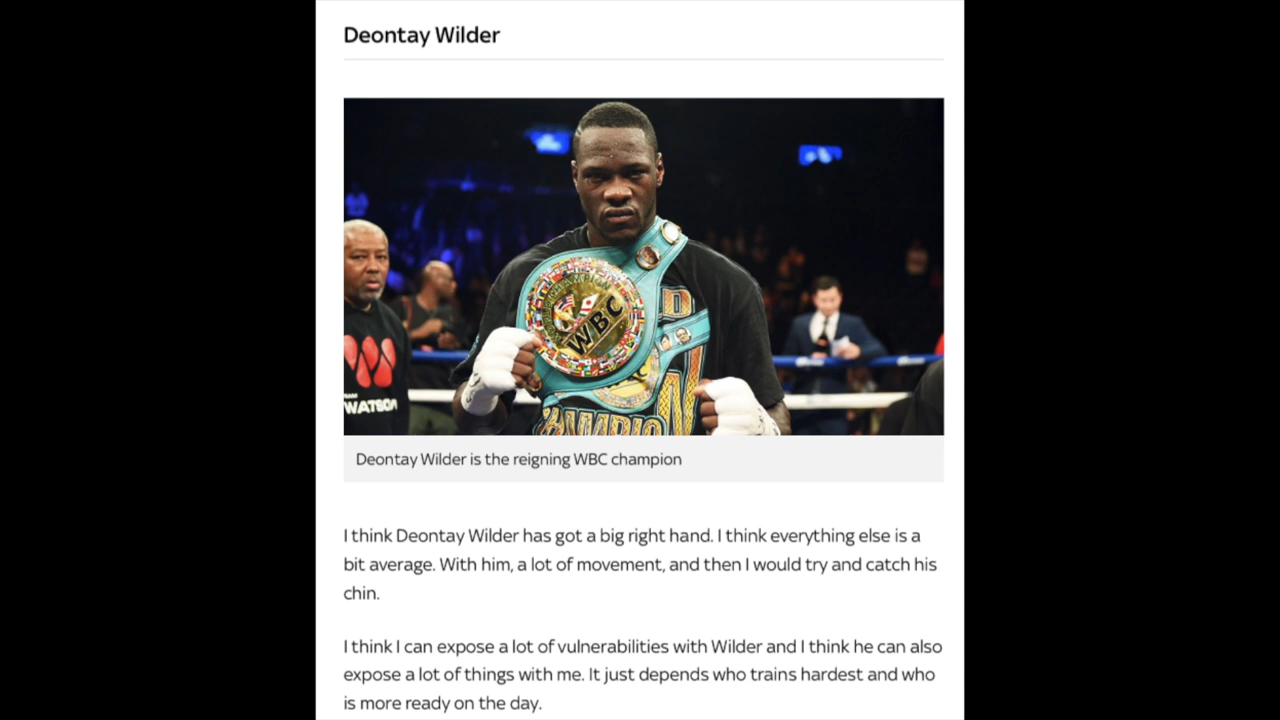 Deontay Wilder
WATSON
WBC
D
N
CHAMPION
Deontay Wilder is the reigning WBC champion
I think Deontay Wilder has got a big right hand. I think everything else is a
bit average. With him, a lot of movement, and then I would try and catch his
chin.
I think I can expose a lot of vulnerabilities with Wilder and I think he can also
expose a lot of things with me. It just depends who trains hardest and who
is more ready on the day.